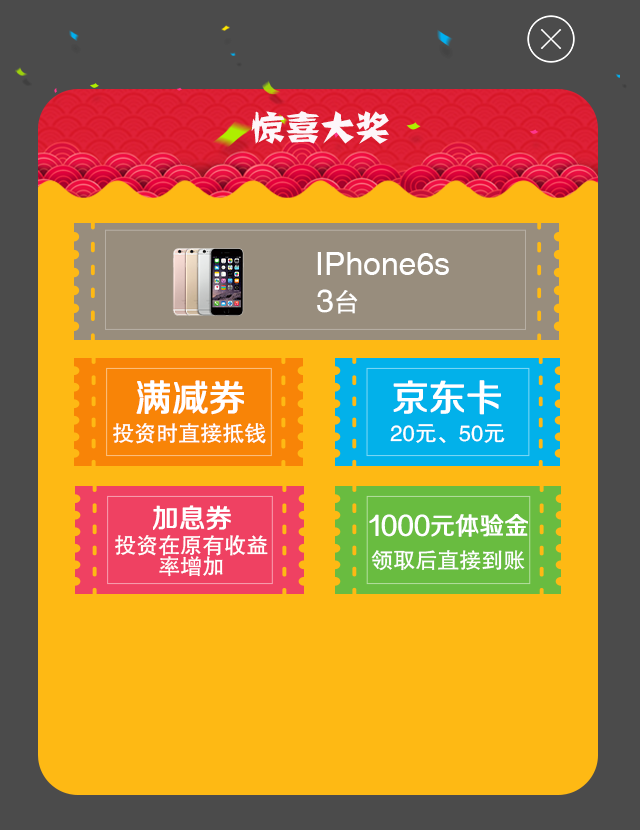 惊喜大奖
IPhone6s
3台
满减券
投资时直接抵钱
京东卡
20元、50元
加息券
投资在原有收益
率增加
1000元体验金
领取后直接到账